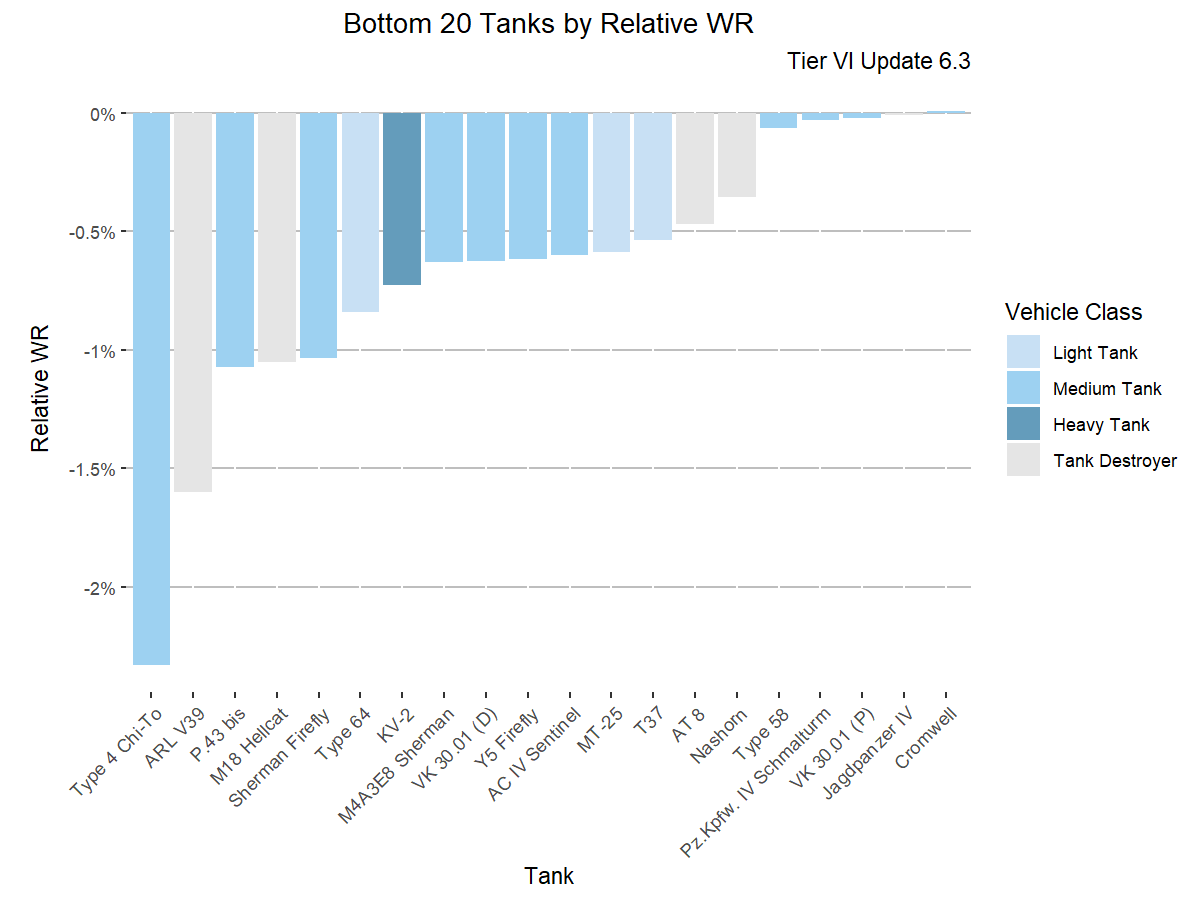 Bottom 20 Tanks by Relative WR
Tier VI Update 6.3
0%
-0.5%
-1%
-1.5%
-2%
Relative WR
Type 4 Chi-To
ARL V39
P.43 bis
M18 Hellcat
Sherman Firefly
Type 64
KV-2
M4A3E8 Sherman
VK 30.01 (D)
Y5 Firefly
AC IV Sentinel
MT-25
T37
AT 8
Nashorn
Type 58
Pz.Kpfw. IV Schmalturm
VK 30.01 (P)
Jagdpanzer IV
Cromwell
Tank
Vehicle Class
Light Tank
Medium Tank
Heavy Tank
Tank Destroyer